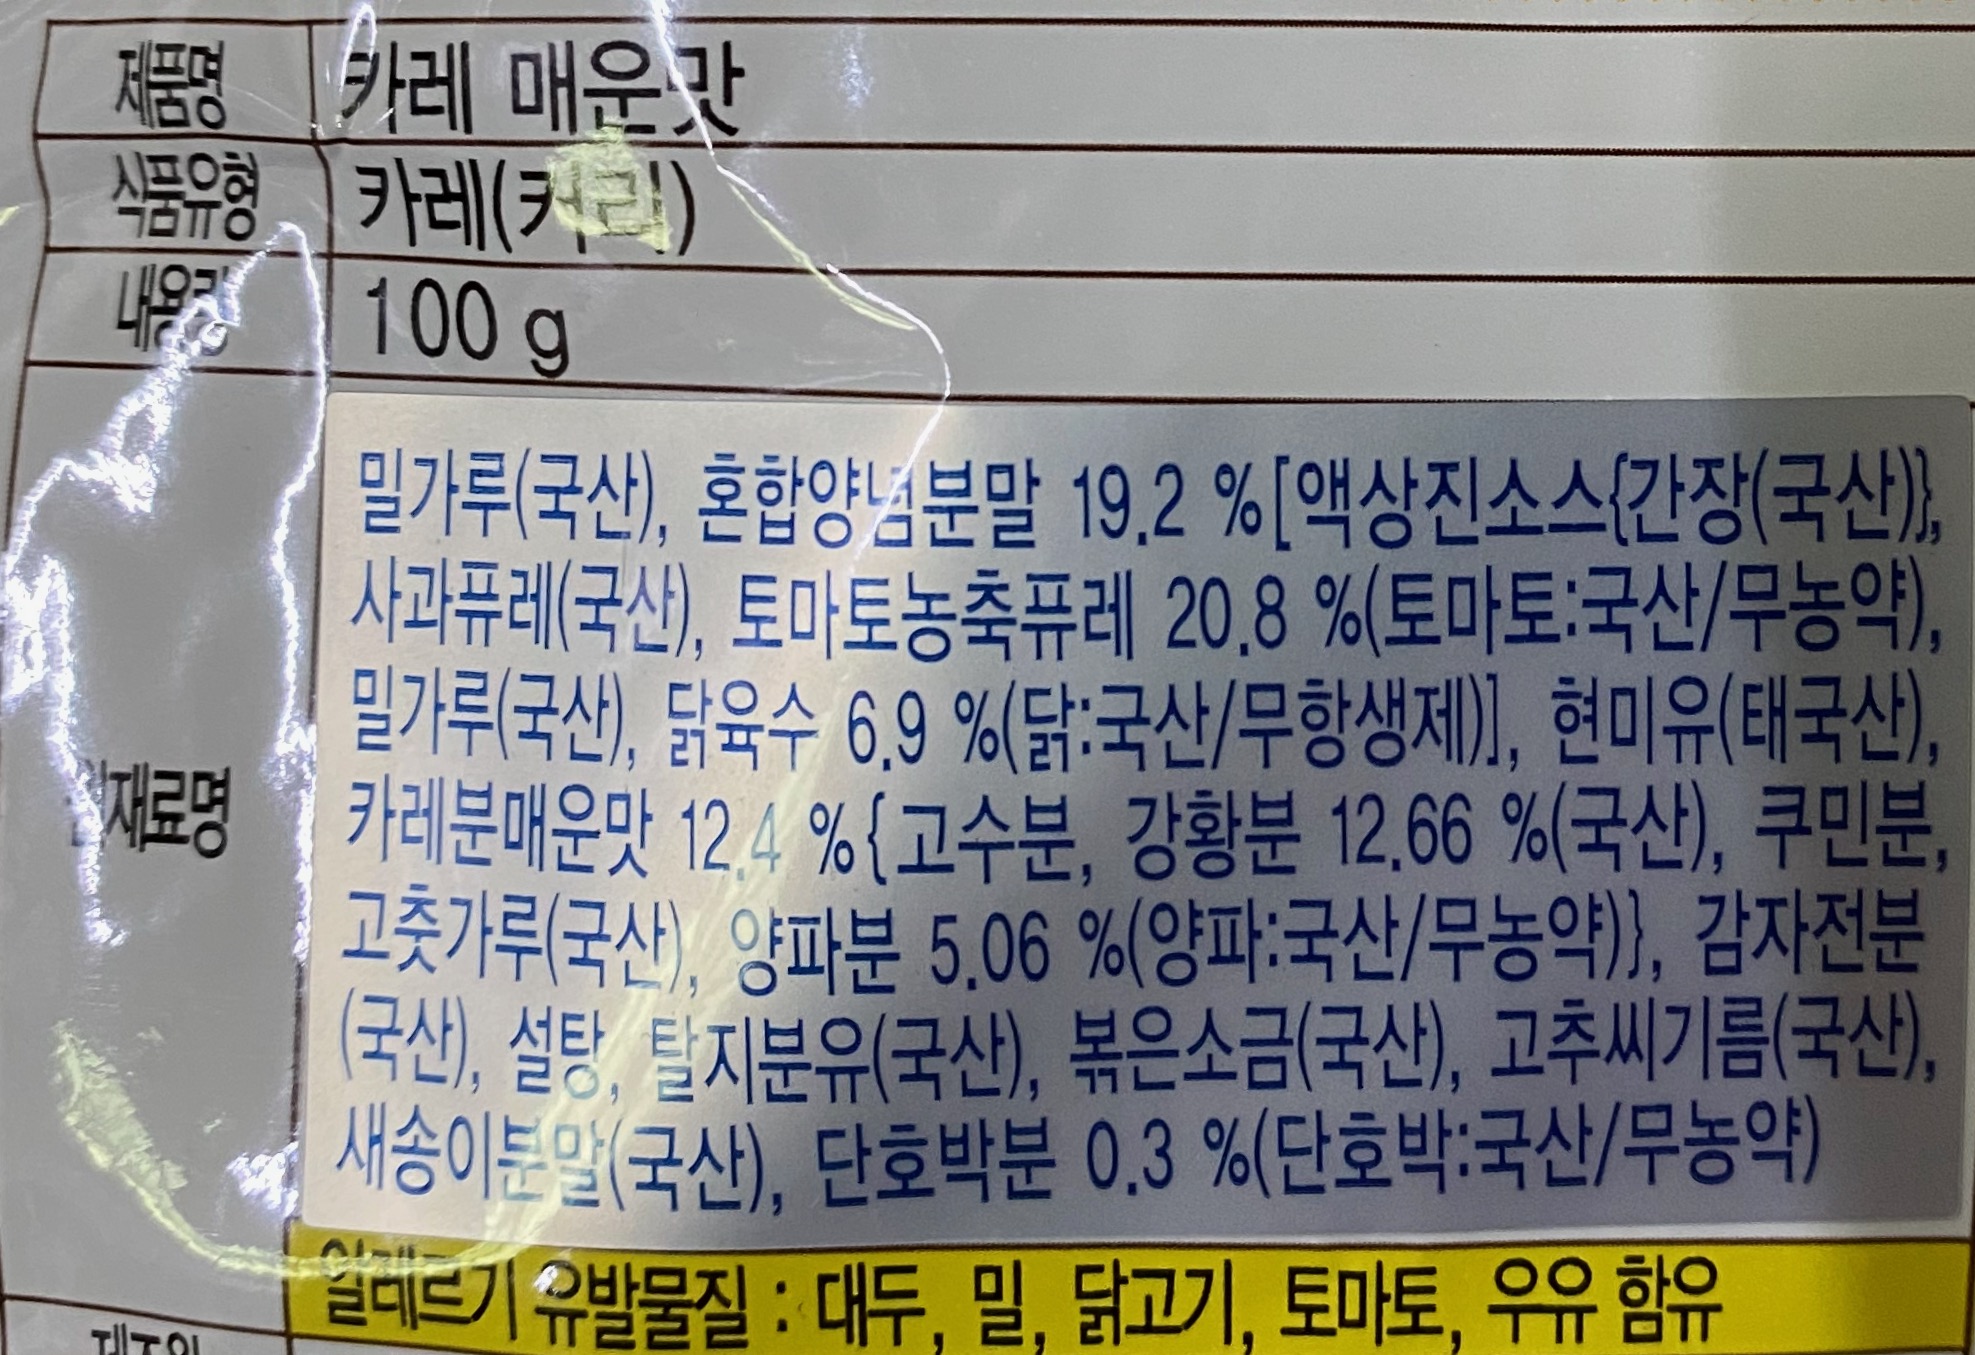 제품명 카레 매운맛
식품유형 카레(커리)
내용량 100 g
원재료명
밀가루(국산), 혼합양념분말 19.2 %[액상진소스{간장(국산)},
사과퓨레(국산), 토마토농축퓨레 20.8 %(토마토:국산/무농약),
밀가루(국산), 닭육수 6.9 %(닭:국산/무항생제)], 현미유(태국산),
카레분매운맛 12.4 %{고수분, 강황분 12.66 %(국산), 쿠민분,
고춧가루(국산), 양파분 5.06 %(양파:국산/무농약)}, 감자전분
(국산), 설탕, 탈지분유(국산), 볶은소금(국산), 고추씨기름(국산),
새송이분말(국산), 단호박분 0.3 %(단호박:국산/무농약)
알레르기 유발물질 : 대두, 밀, 닭고기, 토마토, 우유 함유